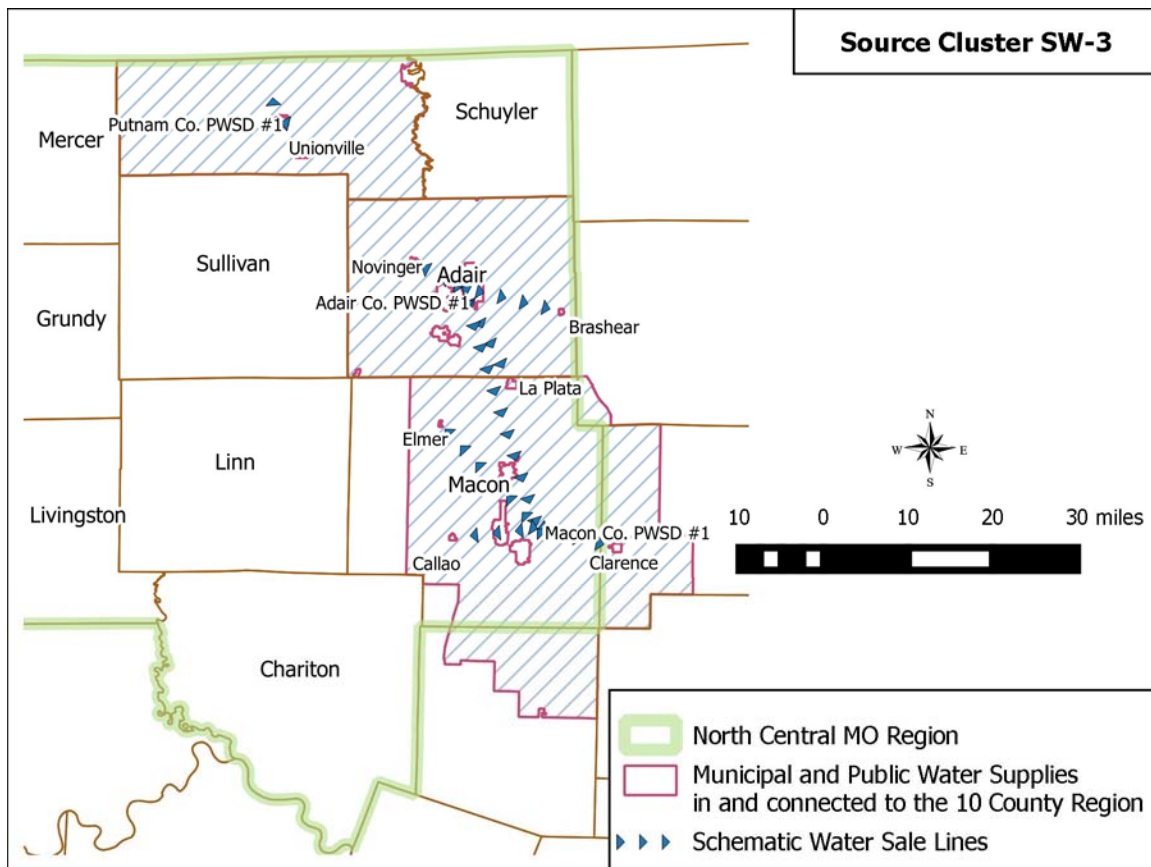 Source Cluster SW-3
Schuyler
Mercer
Putnam Co. PWSD #1
Unionville
Sullivan
Novinger
Adair
Adair Co. PWSD #1
Grundy
Brashear
La Plata
Elmer
Linn
Macon
Livingston
Macon Co. PWSD #1
Callao
Clarence
Chariton
N
W E
S
10 0 10 20 30 miles
North Central MO Region
Municipal and Public Water Supplies
in and connected to the 10 County Region
Schematic Water Sale Lines